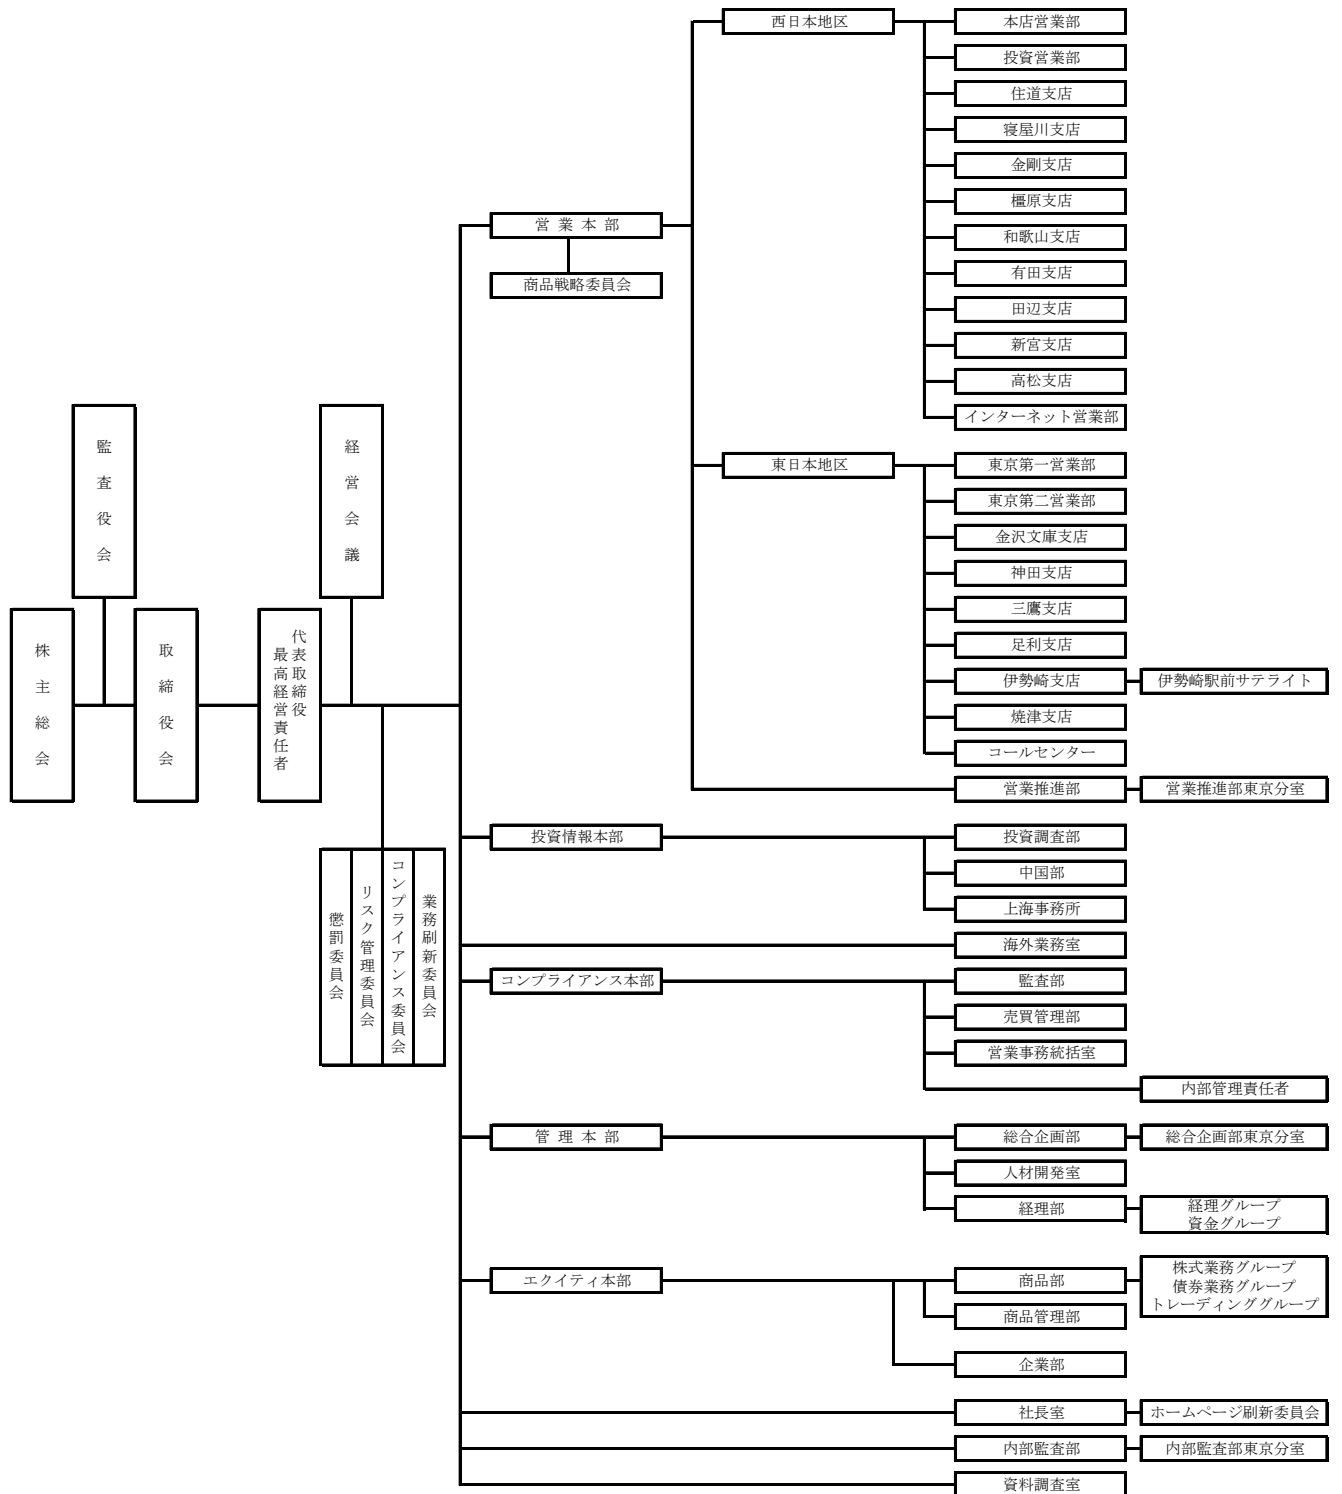 株主総会
監査役会
取締役会
代表取締役
最高経営責任者
経営会議
懲罰委員会
リスク管理委員会
コンプライアンス委員会
業務刷新委員会
営業本部
商品戦略委員会
西日本地区
本店営業部
投資営業部
住道支店
寝屋川支店
金剛支店
橿原支店
和歌山支店
有田支店
田辺支店
新宮支店
高松支店
インターネット営業部
東日本地区
東京第一営業部
東京第二営業部
金沢文庫支店
神田支店
三鷹支店
足利支店
伊勢崎支店
伊勢崎駅前サテライト
焼津支店
コールセンター
営業推進部
営業推進部東京分室
投資情報本部
投資調査部
中国部
上海事務所
海外業務室
コンプライアンス本部
監査部
売買管理部
営業事務統括室
内部管理責任者
管理本部
総合企画部
総合企画部東京分室
人材開発室
経理部
経理グループ
資金グループ
エクイティ本部
商品部
株式業務グループ
債券業務グループ
トレーディンググループ
商品管理部
企業部
社長室
ホームページ刷新委員会
内部監査部
内部監査部東京分室
資料調査室